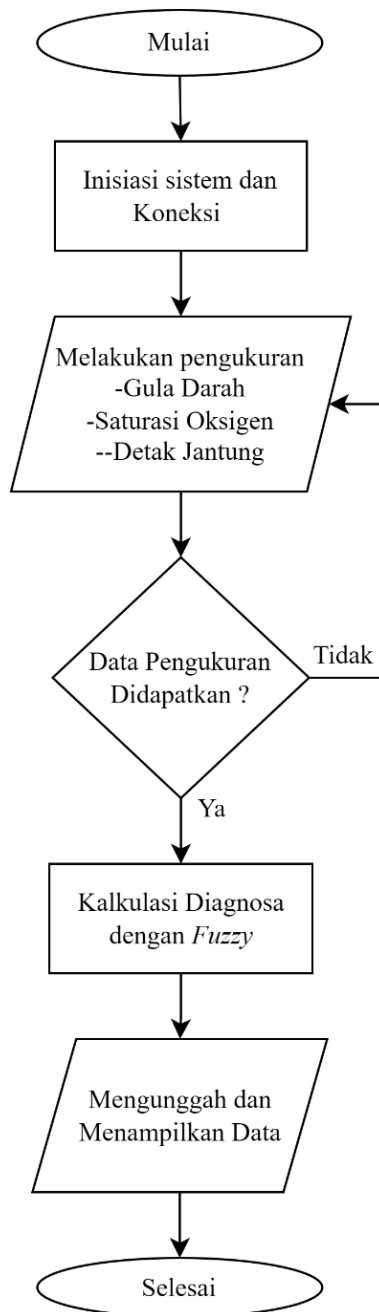 Mulai
Inisiasi sistem dan
Koneksi
Melakukan pengukuran
-Gula Darah
-Saturasi Oksigen
--Detak Jantung
Data Pengukuran
Didapatkan ?
Tidak
Ya
Kalkulasi Diagnosa
dengan Fuzzy
Mengunggah dan
Menampilkan Data
Selesai